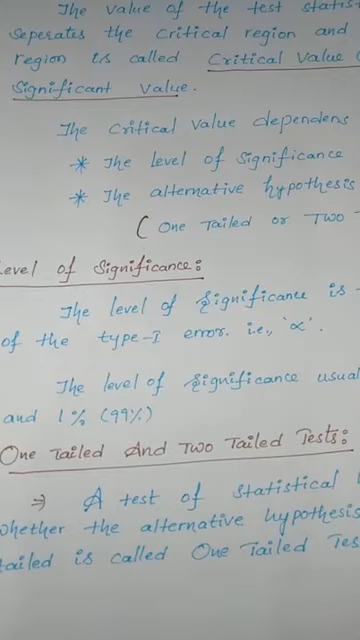 The value of the test statis
seperates the critical region and
region is called Critical Value
Significant Value.
The critical value dependens
* The level of significance
* The alternative hypothesis
( One Tailed or Two -
Level of Significance:
The level of significance is
of the type-I error. i.e., 'α'.
The level of significance usual
and 1% (99%)
One Tailed And Two Tailed Tests:
⇒ A test of statistical
whether the alternative hypothesis
tailed is called One Tailed Tes